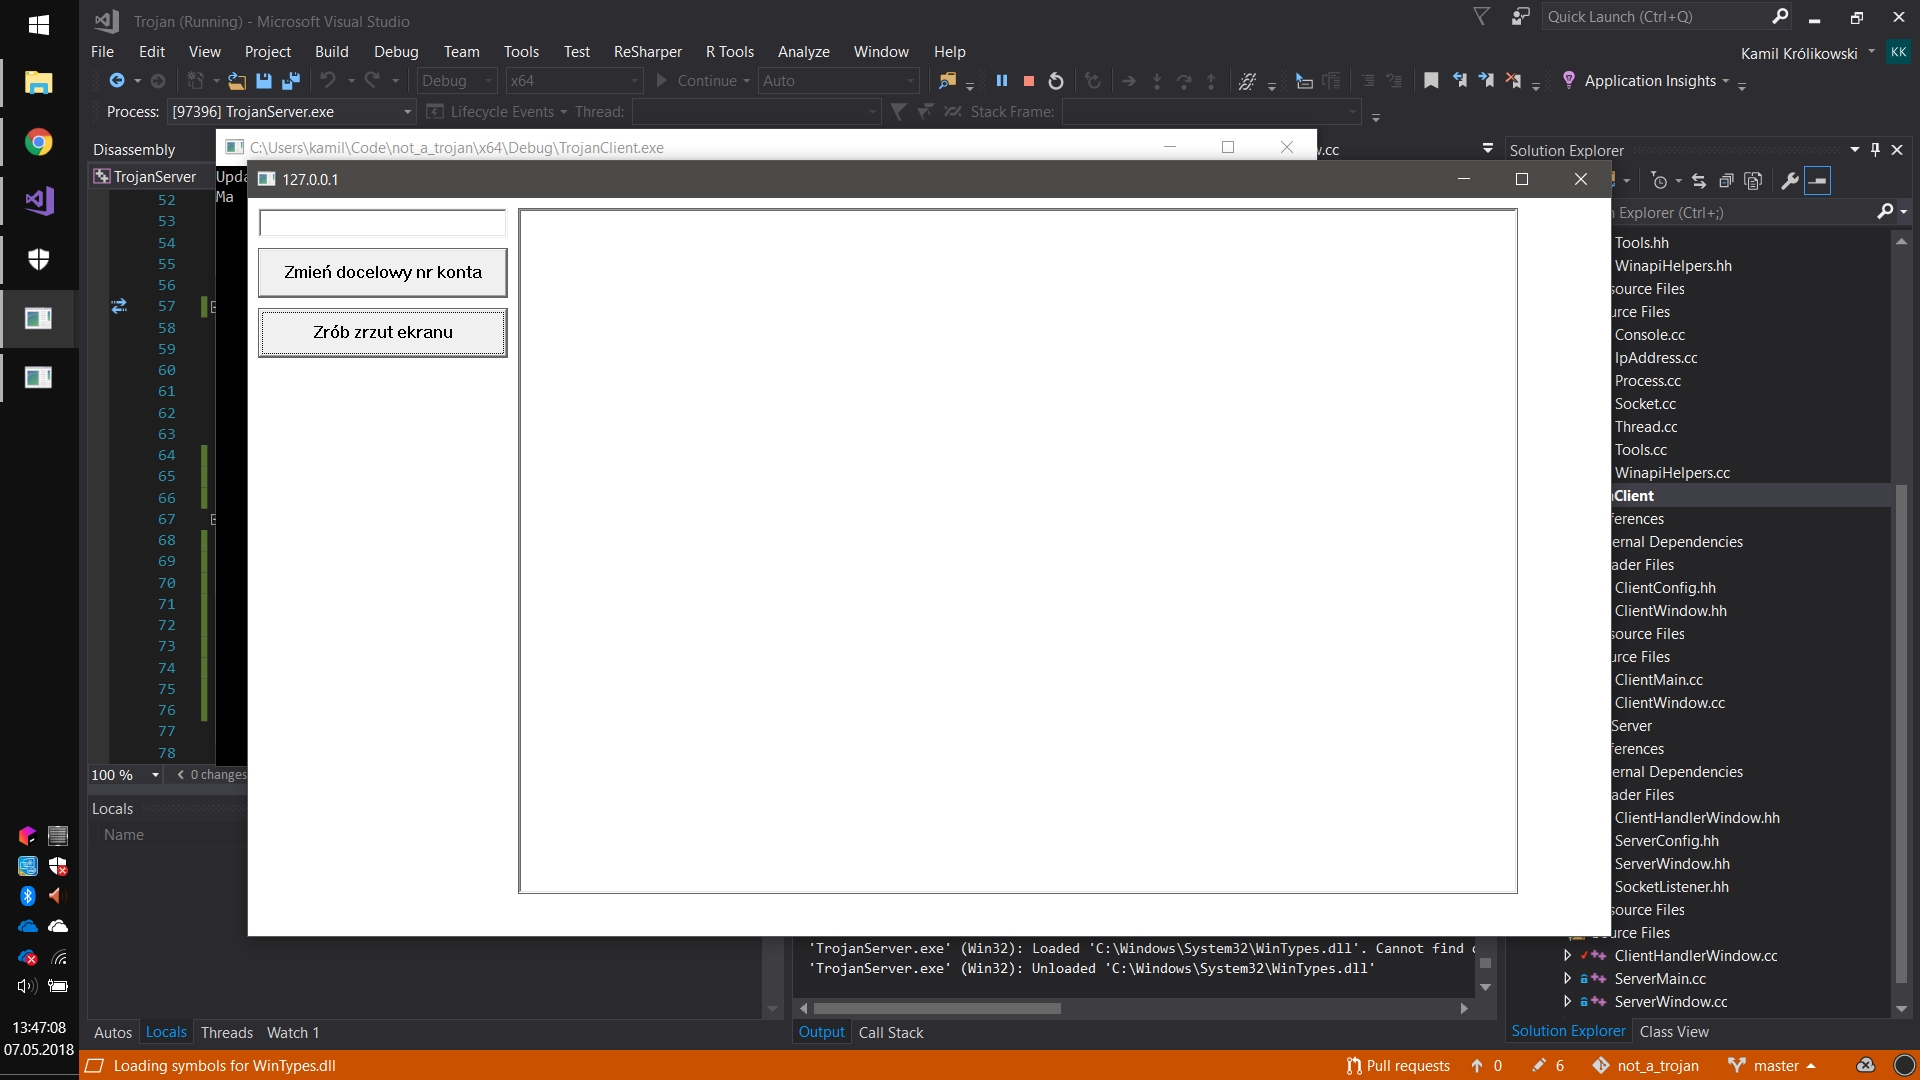 Trojan (Running) - Microsoft Visual Studio
Quick Launch (Ctrl+Q)
File Edit View Project Build Debug Team Tools Test ReSharper R Tools Analyze Window Help
Kamil Królikowski KK
Debug x64 Continue Auto Application Insights
Process: [97396] TrojanServer.exe Lifecycle Events Thread: Stack Frame:
Disassembly
C:\Users\kamil\Code\not_a_trojan\x64\Debug\TrojanClient.exe
.cc
Solution Explorer
TrojanServer
Upda
Ma
127.0.0.1
Explorer (Ctrl+;)
Zmień docelowy nr konta
Zrób zrzut ekranu
52
53
54
55
56
57
58
59
60
61
62
63
64
65
66
67
68
69
70
71
72
73
74
75
76
77
78
100 % 0 changes
Tools.hh
WinapiHelpers.hh
source Files
urce Files
Console.cc
IpAddress.cc
Process.cc
Socket.cc
Thread.cc
Tools.cc
WinapiHelpers.cc
Client
ferences
ernal Dependencies
ader Files
ClientConfig.hh
ClientWindow.hh
source Files
urce Files
ClientMain.cc
ClientWindow.cc
Server
ferences
ernal Dependencies
ader Files
ClientHandlerWindow.hh
ServerConfig.hh
ServerWindow.hh
SocketListener.hh
source Files
urce Files
ClientHandlerWindow.cc
ServerMain.cc
ServerWindow.cc
Locals
Name
'TrojanServer.exe' (Win32): Loaded 'C:\Windows\System32\WinTypes.dll'. Cannot find
'TrojanServer.exe' (Win32): Unloaded 'C:\Windows\System32\WinTypes.dll'
Autos Locals Threads Watch 1
Output Call Stack
Solution Explorer Class View
13:47:08
07.05.2018
Loading symbols for WinTypes.dll
Pull requests 0 6 not_a_trojan master